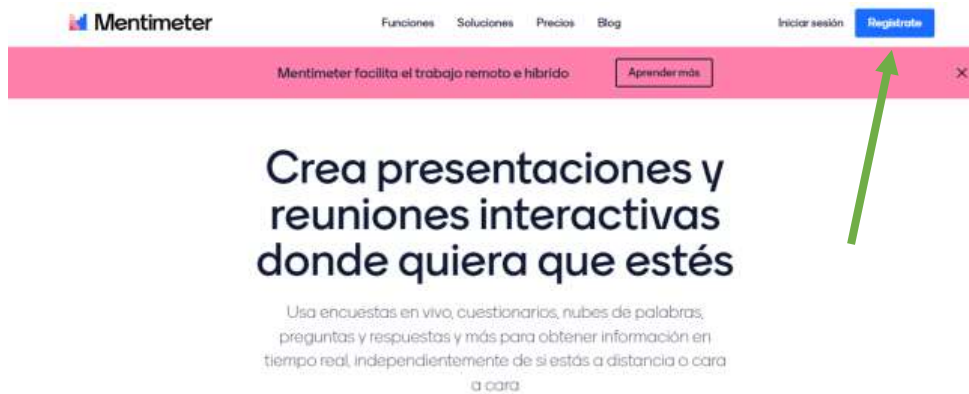 Mentimeter
Funciones Soluciones Precios Blog
Iniciar sesión Regístrate
Mentimeter facilita el trabajo remoto e híbrido Aprender más
Crea presentaciones y
reuniones interactivas
donde quiera que estés
Usa encuestas en vivo, cuestionarios, nubes de palabras,
preguntas y respuestas y más para obtener información en
tiempo real, independientemente de si estás a distancia o cara
a cara